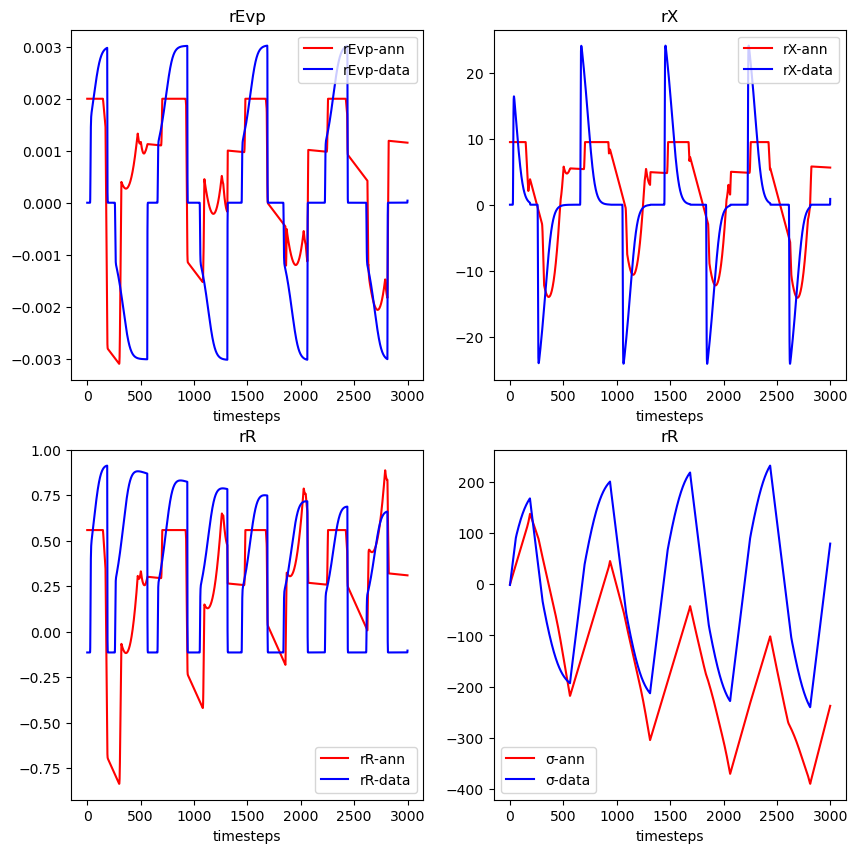 rEvp
rEvp-ann
rEvp-data
0.003
0.002
0.001
0.000
−0.001
−0.002
−0.003
0 500 1000 1500 2000 2500 3000
timesteps
rX
rX-ann
rX-data
20
10
0
−10
−20
0 500 1000 1500 2000 2500 3000
timesteps
rR
1.00
0.75
0.50
0.25
0.00
−0.25
−0.50
−0.75
rR-ann
rR-data
0 500 1000 1500 2000 2500 3000
timesteps
rR
200
100
0
−100
−200
−300
−400
σ-ann
σ-data
0 500 1000 1500 2000 2500 3000
timesteps